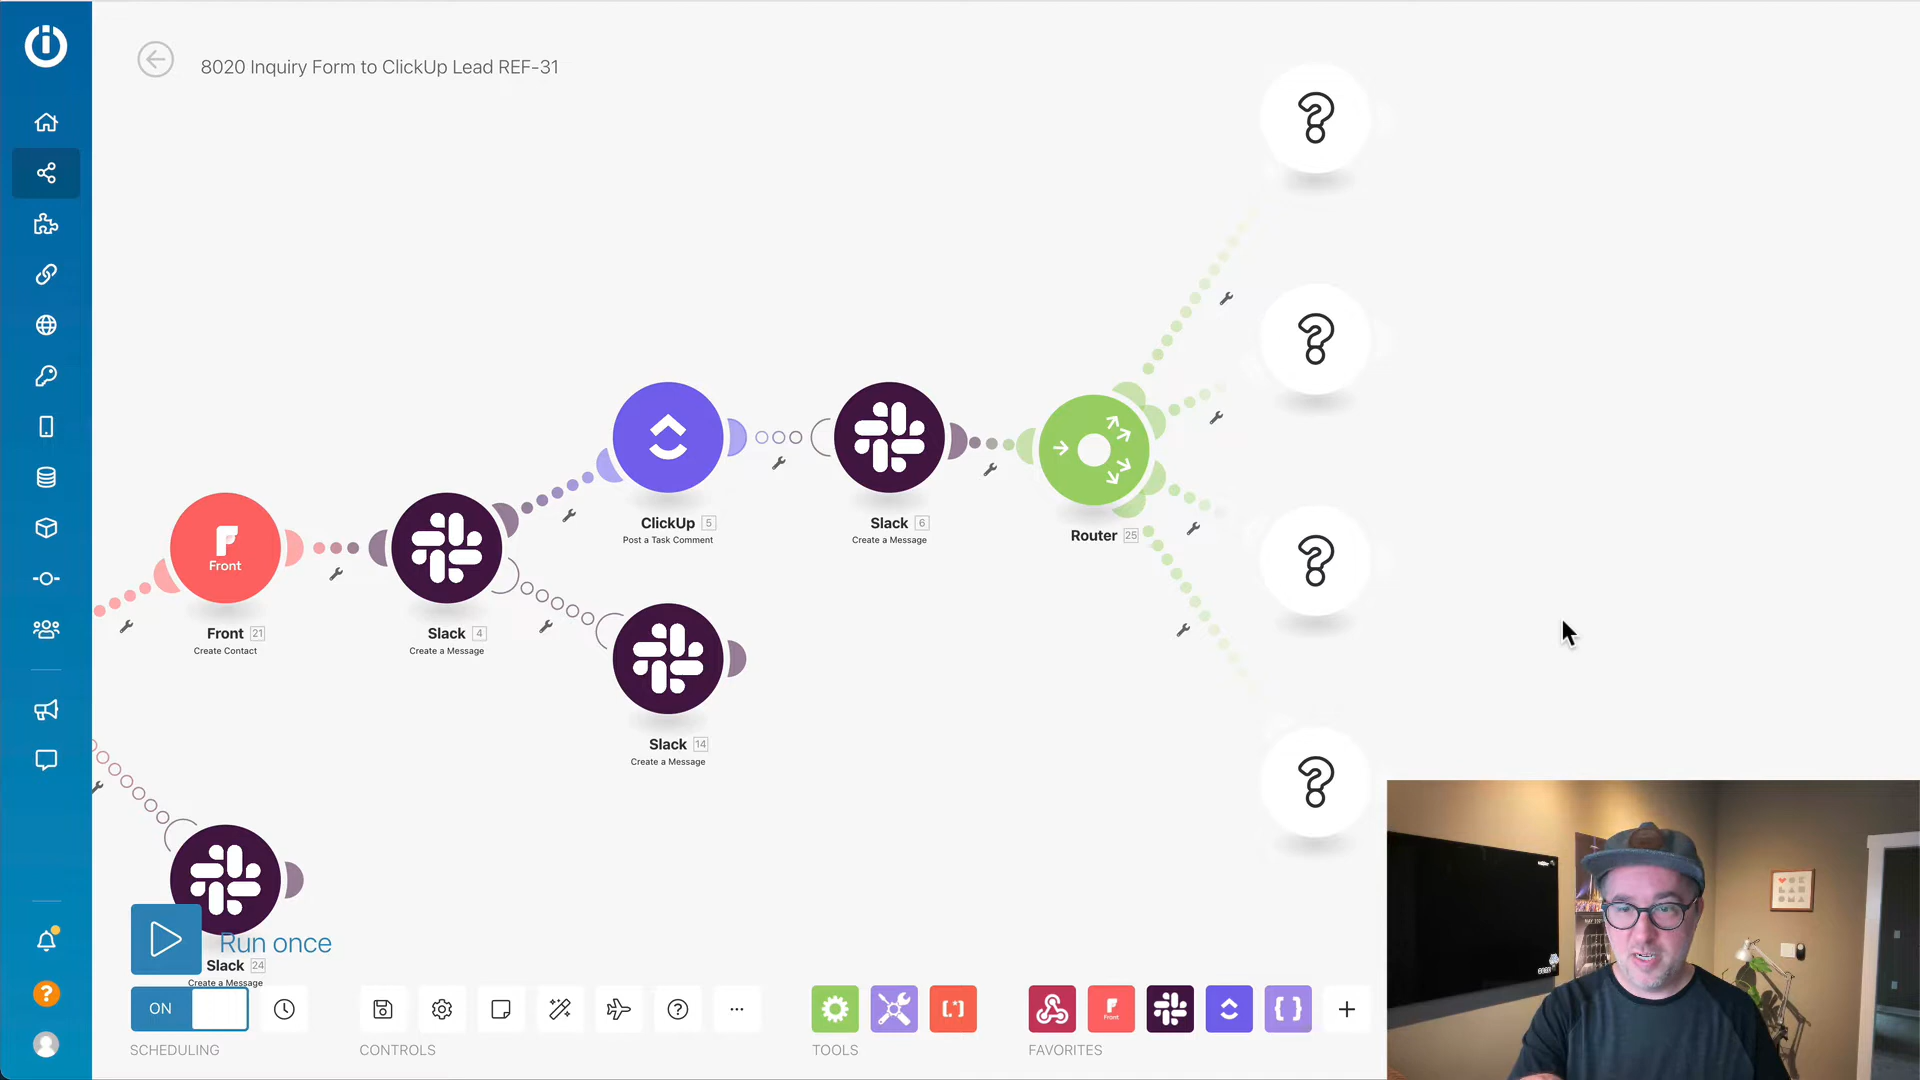 8020 Inquiry Form to ClickUp Lead REF-31
ClickUp 5
Post a Task Comment
Slack 6
Create a Message
Router 25
Front
Front 21
Create Contact
Slack 4
Create a Message
Slack 14
Create a Message
Run once
Slack 24
Create a Message
ON
SCHEDULING
CONTROLS
TOOLS
Front
FAVORITES